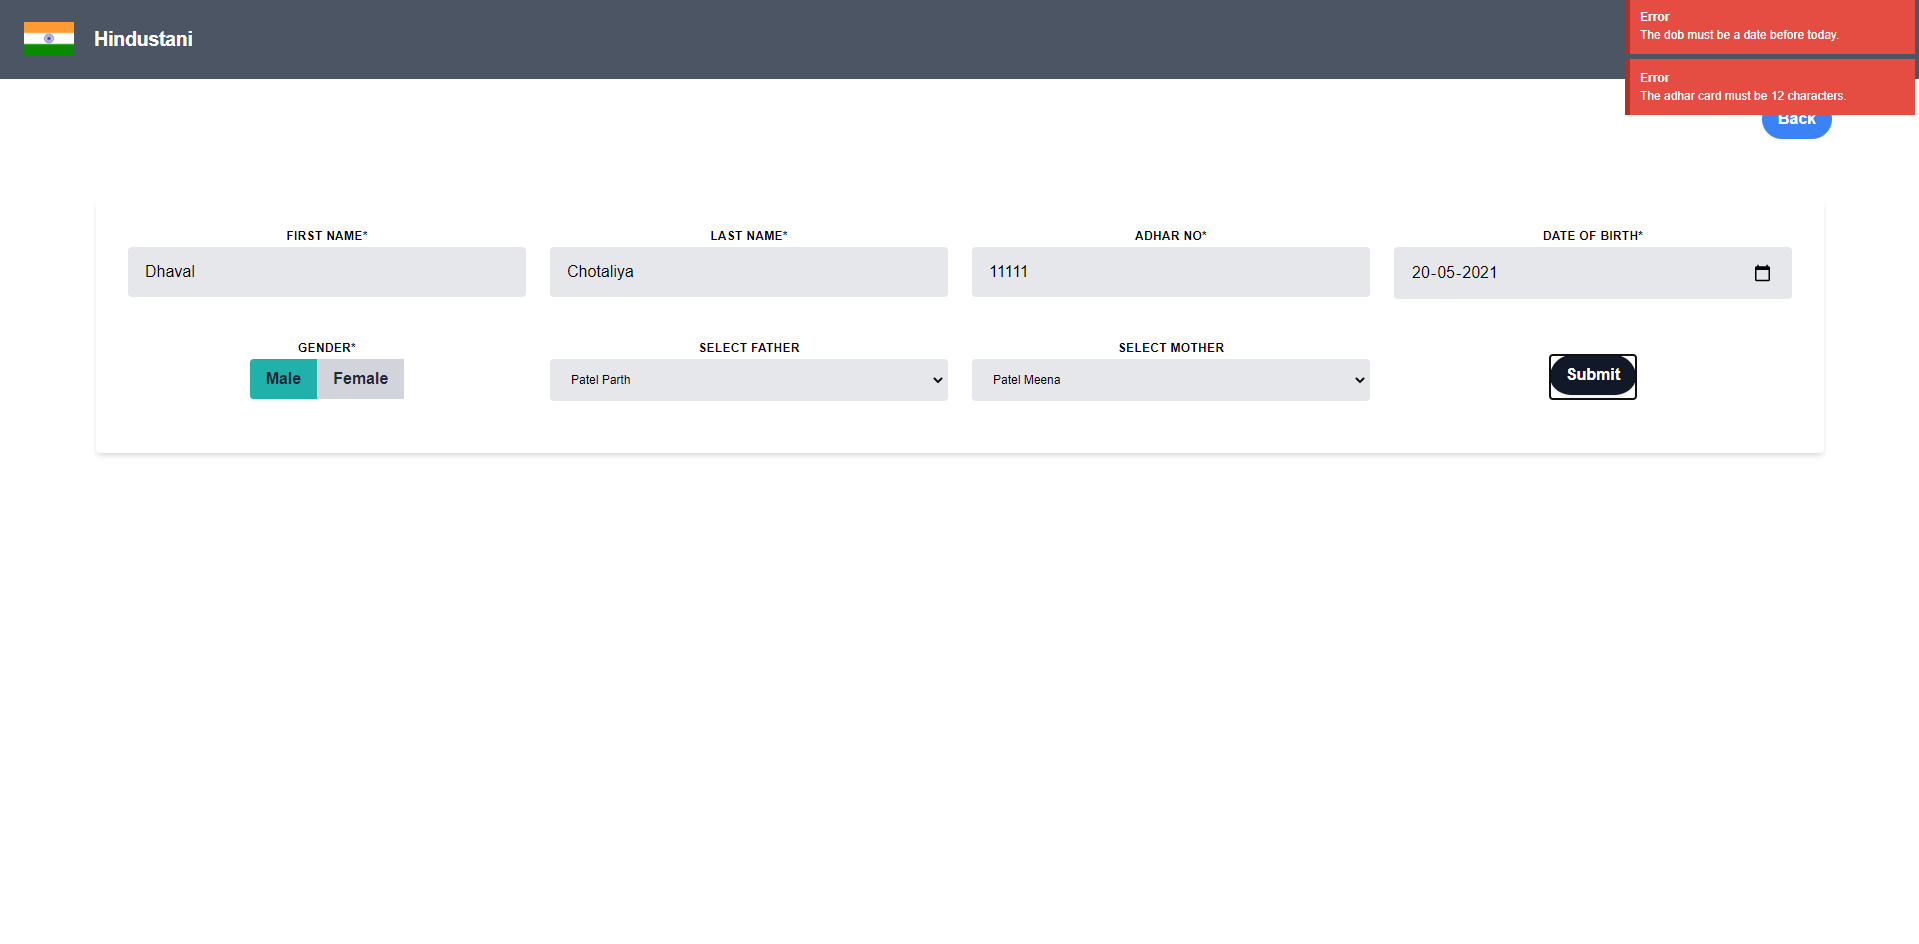 Hindustani
Error
The dob must be a date before today.
Error
The adhar card must be 12 characters.
Back
FIRST NAME*
LAST NAME*
ADHAR NO*
DATE OF BIRTH*
Dhaval
Chotaliya
11111
20-05-2021
GENDER*
SELECT FATHER
SELECT MOTHER
Male
Female
Patel Parth
Patel Meena
Submit